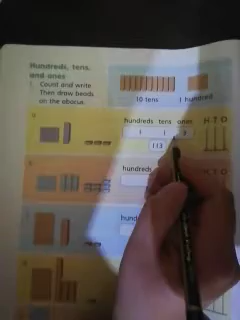 Hundreds, tens,
and ones
1 Count and write
Then draw beads
on the abacus.
10 tens 1 hundred
hundreds tens ones
1 1 3
113
H T O
hundreds
H T O